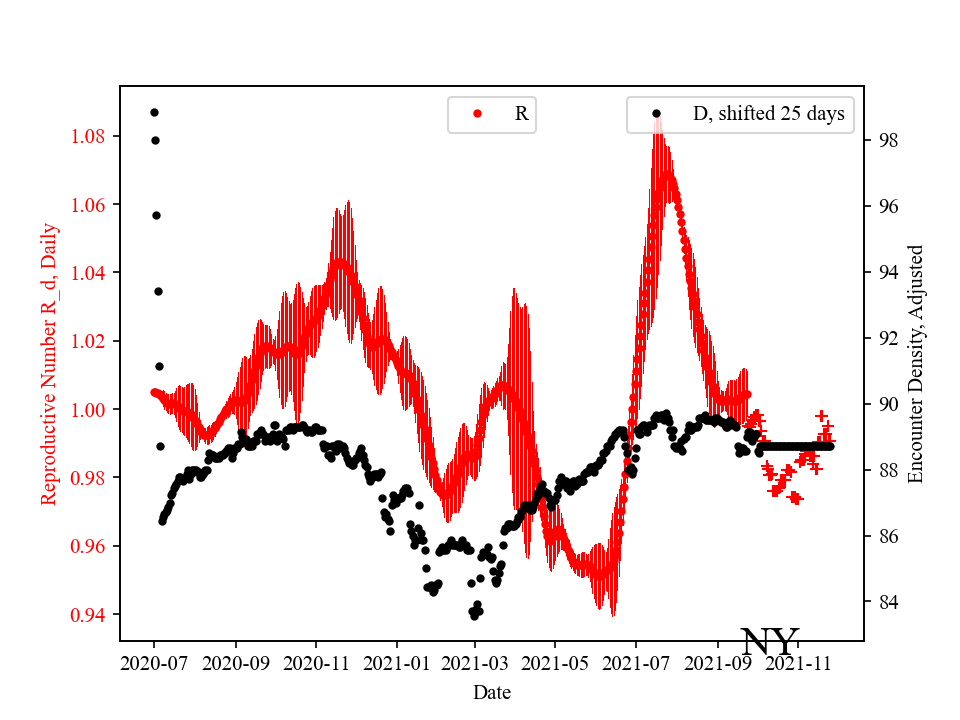 R
D, shifted 25 days
Reproductive Number R_d, Daily
1.08
1.06
1.04
1.02
1.00
0.98
0.96
0.94
98
96
94
92
90
88
86
84
Encounter Density, Adjusted
NY
2020-07 2020-09 2020-11 2021-01 2021-03 2021-05 2021-07 2021-09 2021-11
Date